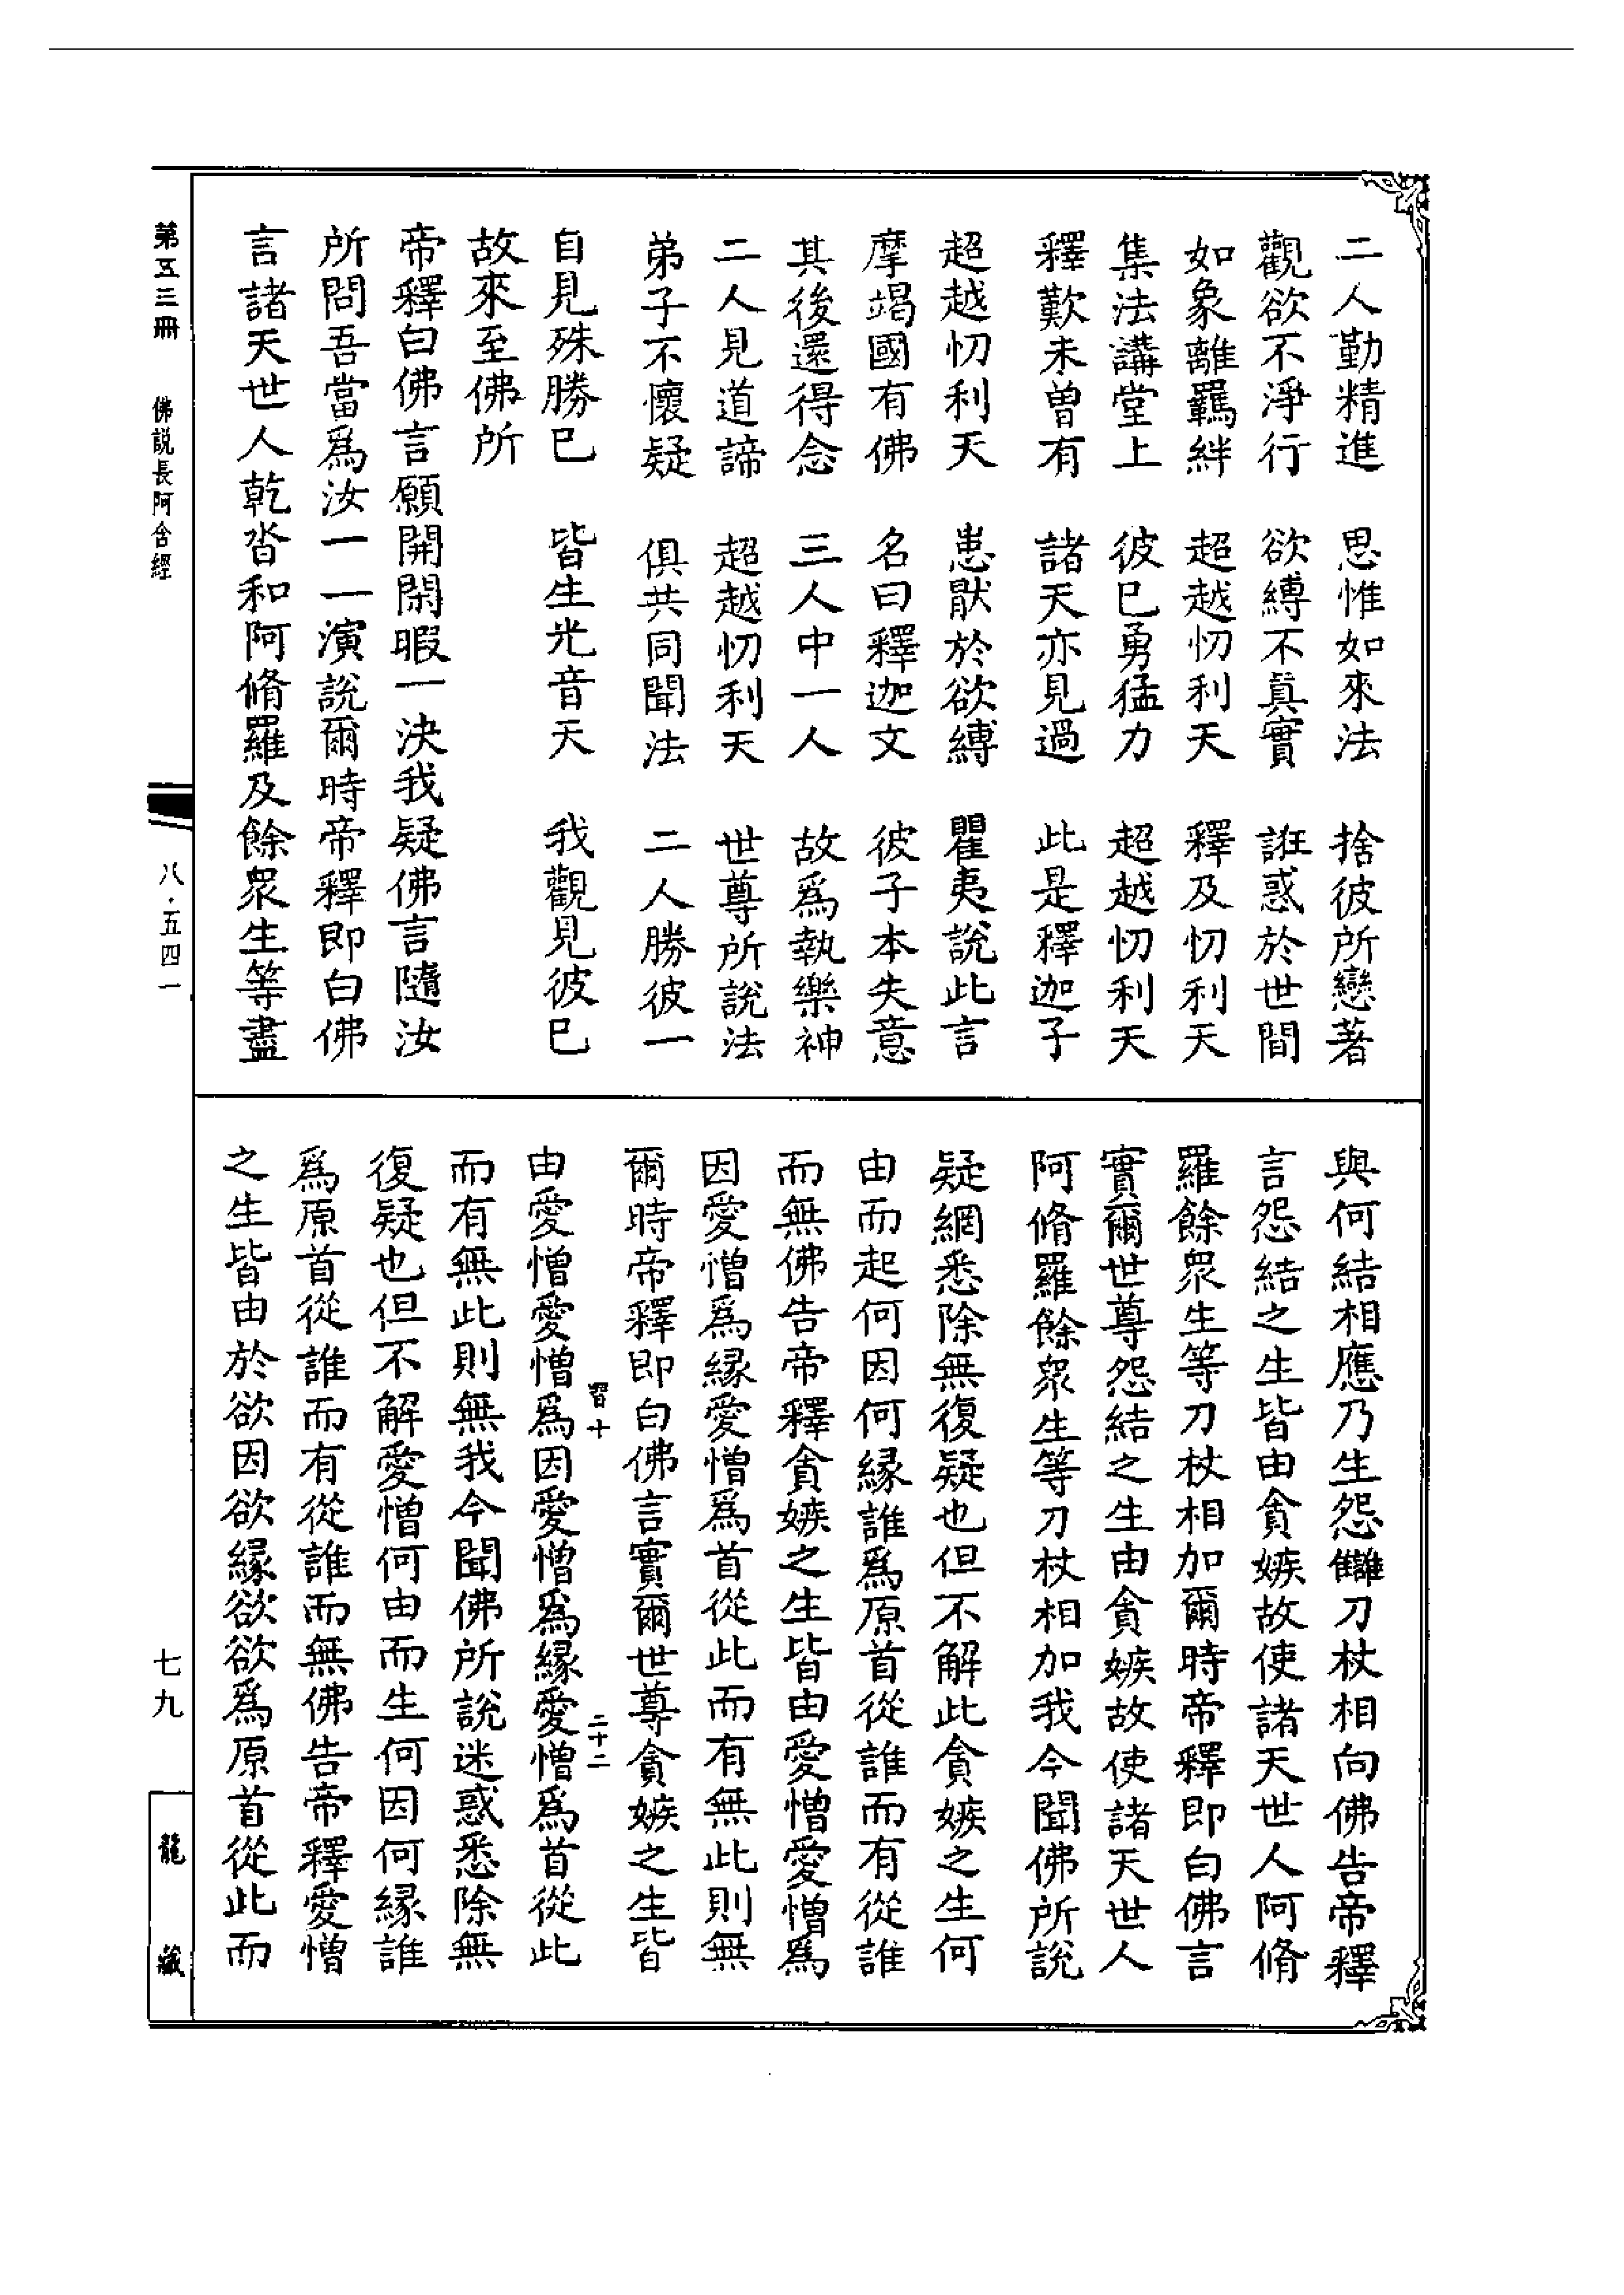 二人勤精進　思惟如來法　捨彼所戀著
觀欲不淨行　欲縛不真實　誑惑於世間
如象離羈絆　超越忉利天　釋及忉利天
集法講堂上　彼已勇猛力　超越忉利天
釋歎未曾有　諸天亦見過　此是釋迦子
超越忉利天　患猒於欲縛　瞿夷說此言
摩竭國有佛　名曰釋迦文　彼子本失意
其後還得念　三人中一人　故為執樂神
二人見道諦　超越忉利天　世尊所說法
弟子不懷疑　俱共同聞法　二人勝彼一
自見殊勝已　皆生光音天　我觀見彼已
故來至佛所
帝釋白佛言願開閑暇一決我疑佛言隨汝
所問吾當為汝一一演說爾時帝釋即白佛
言諸天世人乾沓和阿脩羅及餘眾生等盡
與何結相應乃生怨讎刀杖相向佛告帝釋
言怨結之生皆由貪嫉故使諸天世人阿脩
羅餘眾生等刀杖相加爾時帝釋即白佛言
實爾世尊怨結之生由貪嫉故使諸天世人
阿脩羅餘眾生等刀杖相加我今聞佛所說
疑網悉除無復疑也但不解此貪嫉之生何
由而起何因何緣誰為原首從誰而有從誰
而無佛告帝釋貪嫉之生皆由愛憎愛憎為
因愛憎為緣愛憎為首從此而有無此則無
爾時帝釋即白佛言實爾世尊貪嫉之生皆
習十　二十二
由愛憎愛憎為因愛憎為緣愛憎為首從此
而有無此則無我今聞佛所說迷惑悉除無
復疑也但不解愛憎何由而生何因何緣誰
為原首從誰而有從誰而無佛告帝釋愛憎
之生皆由於欲因欲緣欲欲為原首從此而
第五三冊　佛說長阿含經
八·五四一
七九
龍藏